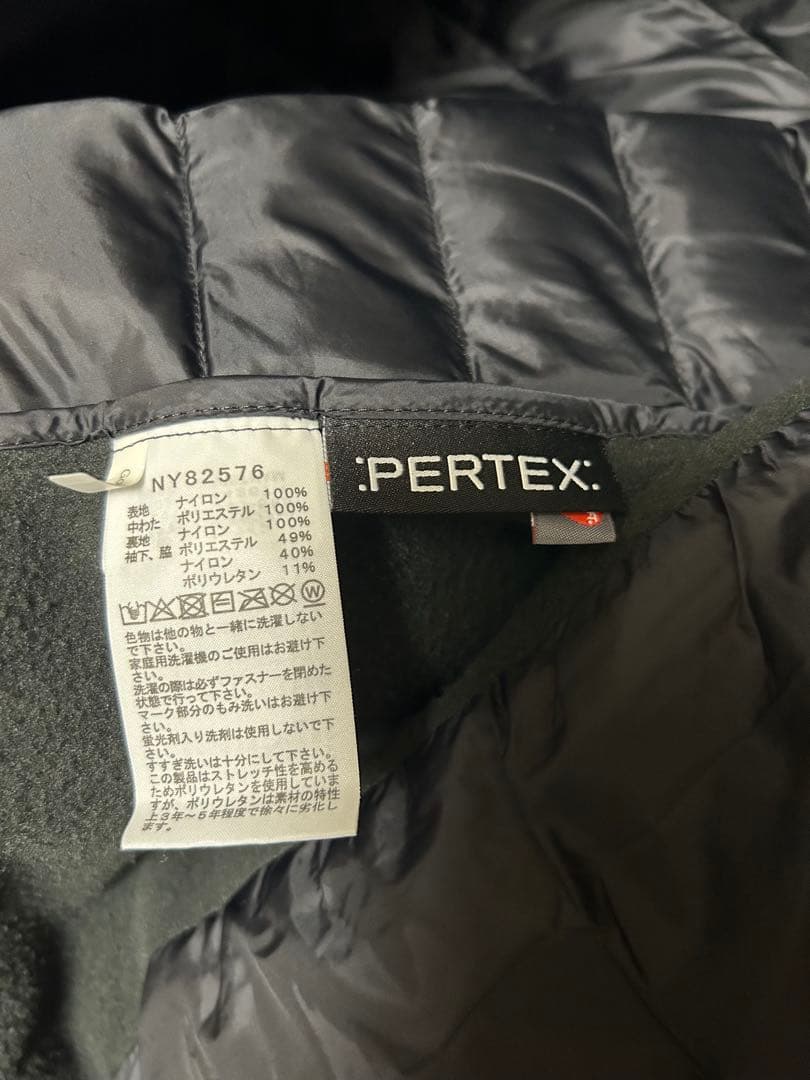 NY82576
表地 ナイロン 100%
中わた ポリエステル 100%
裏地 ナイロン 100%
袖下、脇 ポリエステル 49%
ナイロン 40%
ポリウレタン 11%
W
色物は他の物と一緒に洗濯しない
で下さい。
家庭用洗濯機のご使用はお避け下
さい。
洗濯の際は必ずファスナーを閉めた
状態で行って下さい。
マーク部分のもみ洗いはお避け下
さい。
蛍光剤入り洗剤は使用しないで下
さい。
すすぎ洗いは十分にして下さい。
この製品はストレッチ性を高める
ためポリウレタンを使用していま
すが、ポリウレタンは素材の特性
上3年〜5年程度で徐々に劣化し
ます。
:PERTEX: